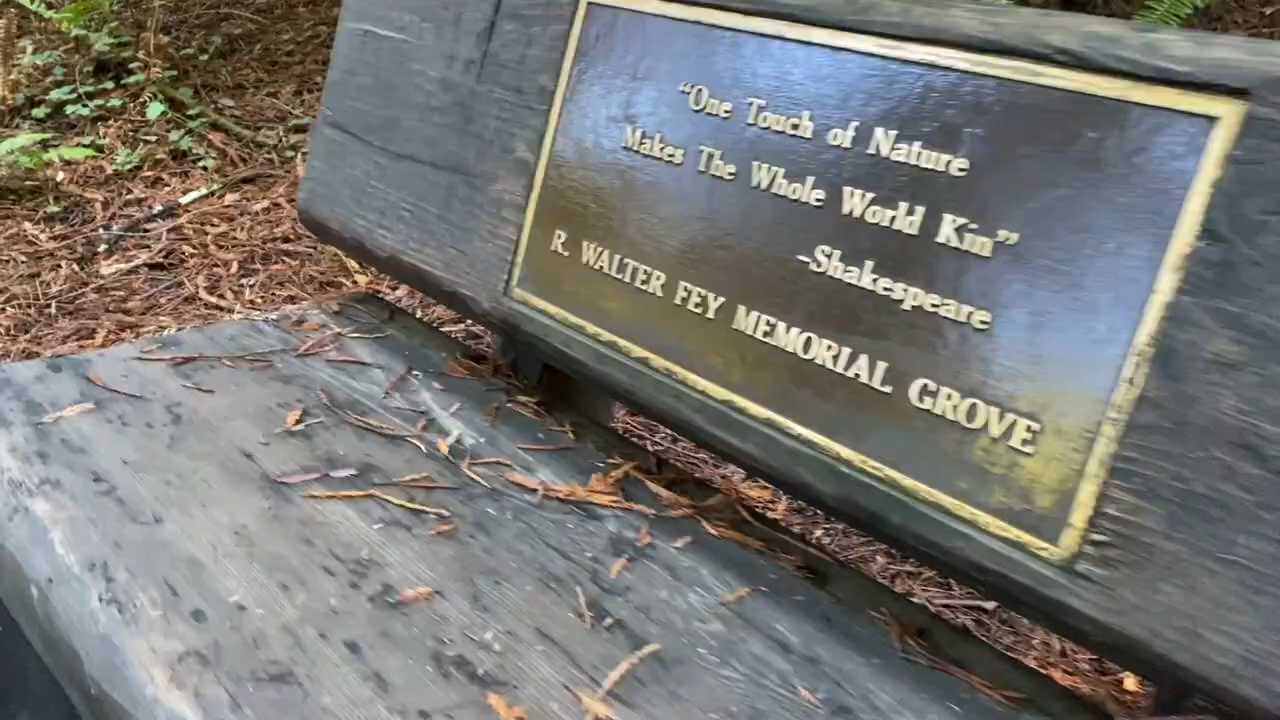 “One Touch of Nature
Makes The Whole World Kin”
-Shakespeare
R. WALTER FEY MEMORIAL GROVE